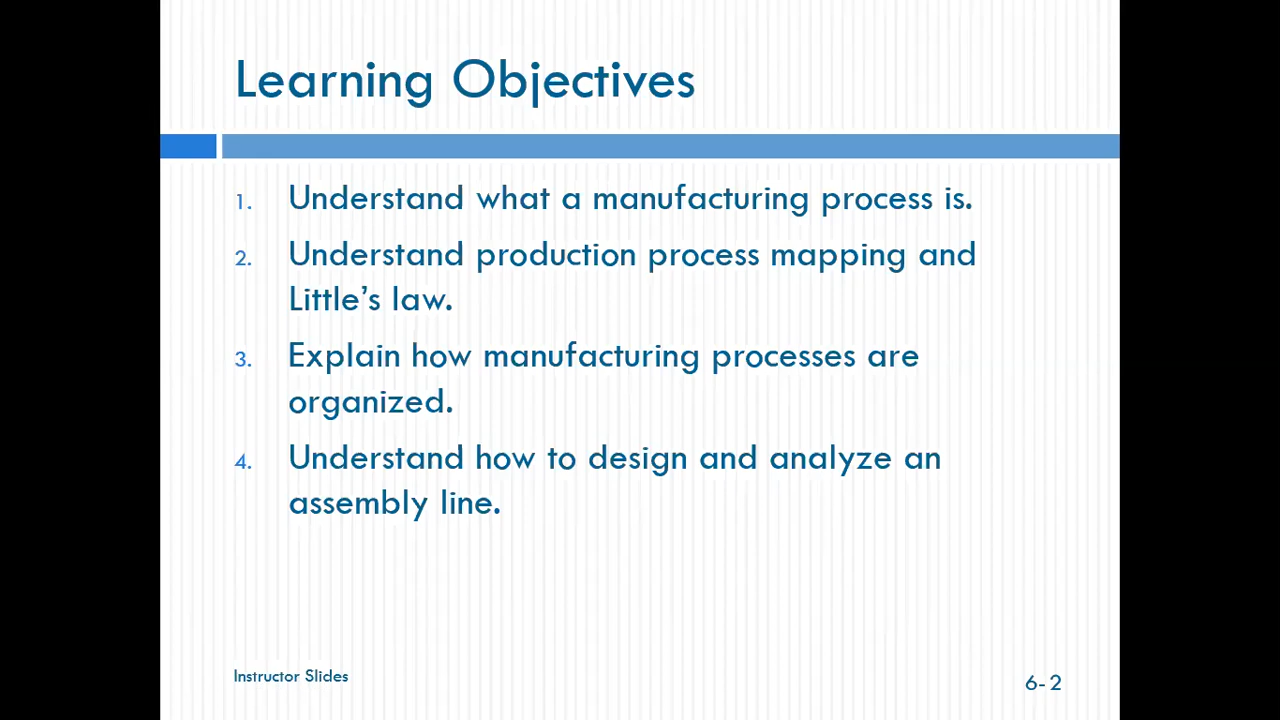 Learning Objectives
1. Understand what a manufacturing process is.
2. Understand production process mapping and
Little’s law.
3. Explain how manufacturing processes are
organized.
4. Understand how to design and analyze an
assembly line.
Instructor Slides
6-2